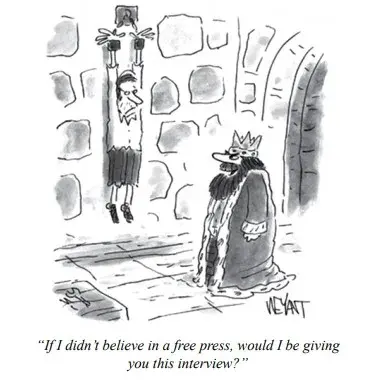 WEYANT
“If I didn’t believe in a free press, would I be giving
you this interview?”